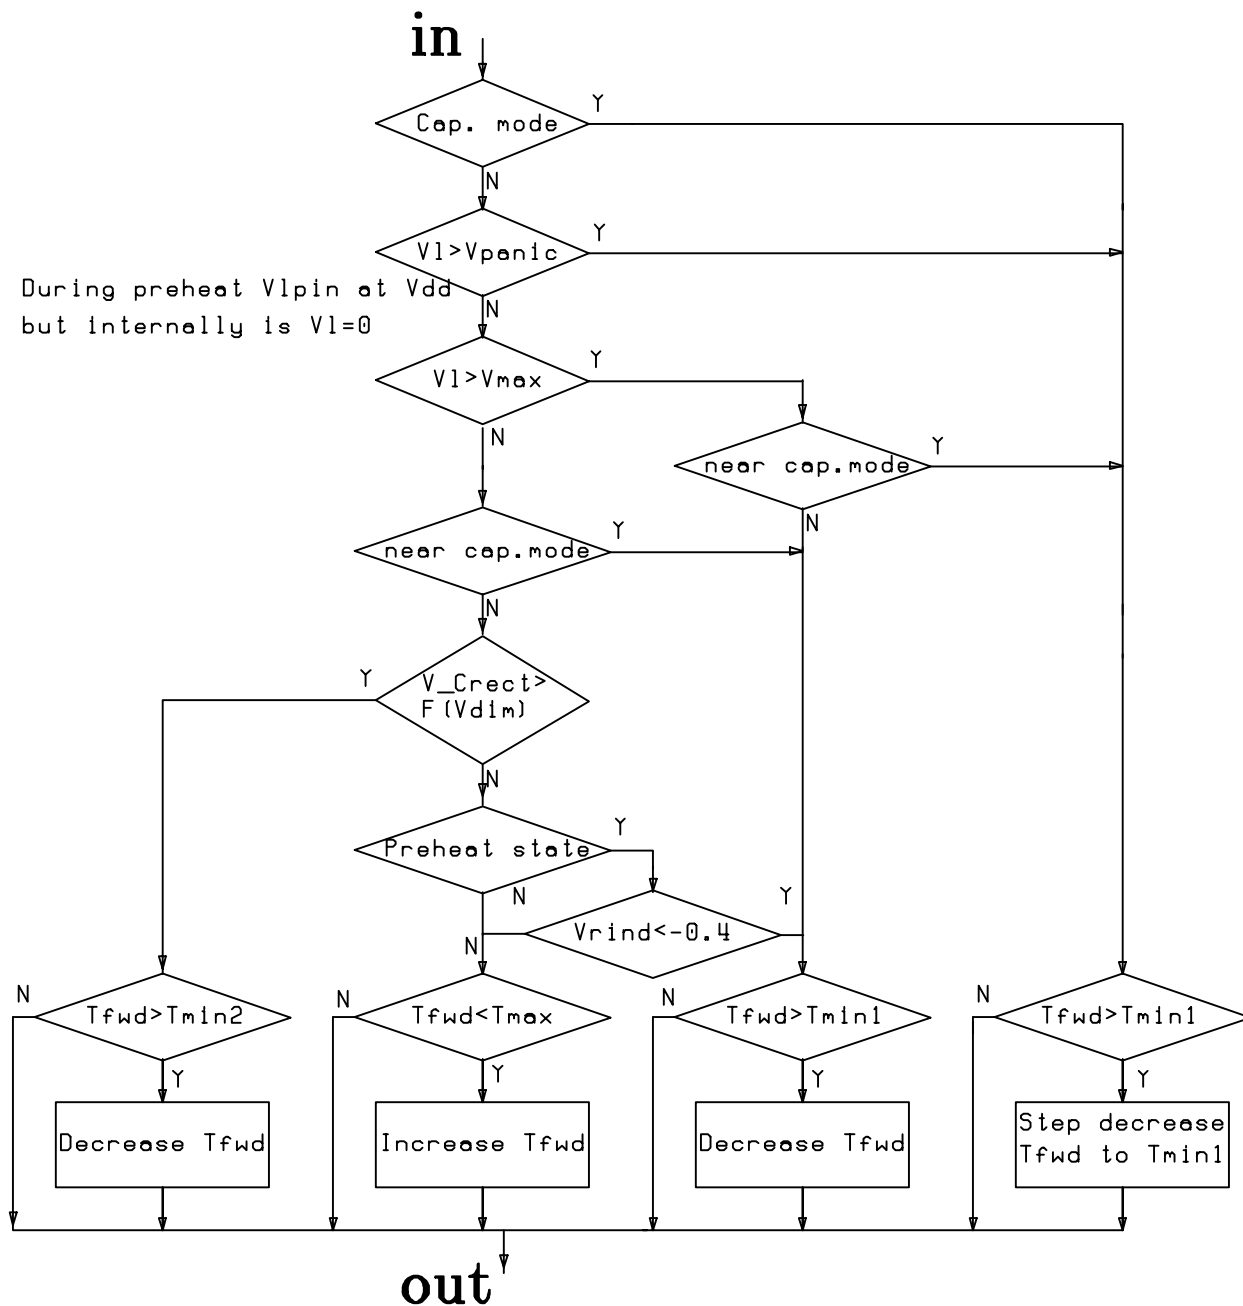 in
Y
Cap. mode
N
Y
Vl>Vpanic
During preheat Vlpin at Vdd
N
but internally is Vl=0
Y
Vl>Vmax
N
Y
near cap.mode
N
Y
near cap.mode
N
Y
V_Crect>
F(Vdim)
N
Y
Preheat state
N
Y
Vrind<-0.4
N
N
Tfwd>Tmin2
Y
N
Tfwd<Tmax
Y
N
Tfwd>Tmin1
Y
N
Tfwd>Tmin1
Y
Decrease Tfwd
Increase Tfwd
Decrease Tfwd
Step decrease
Tfwd to Tmin1
out